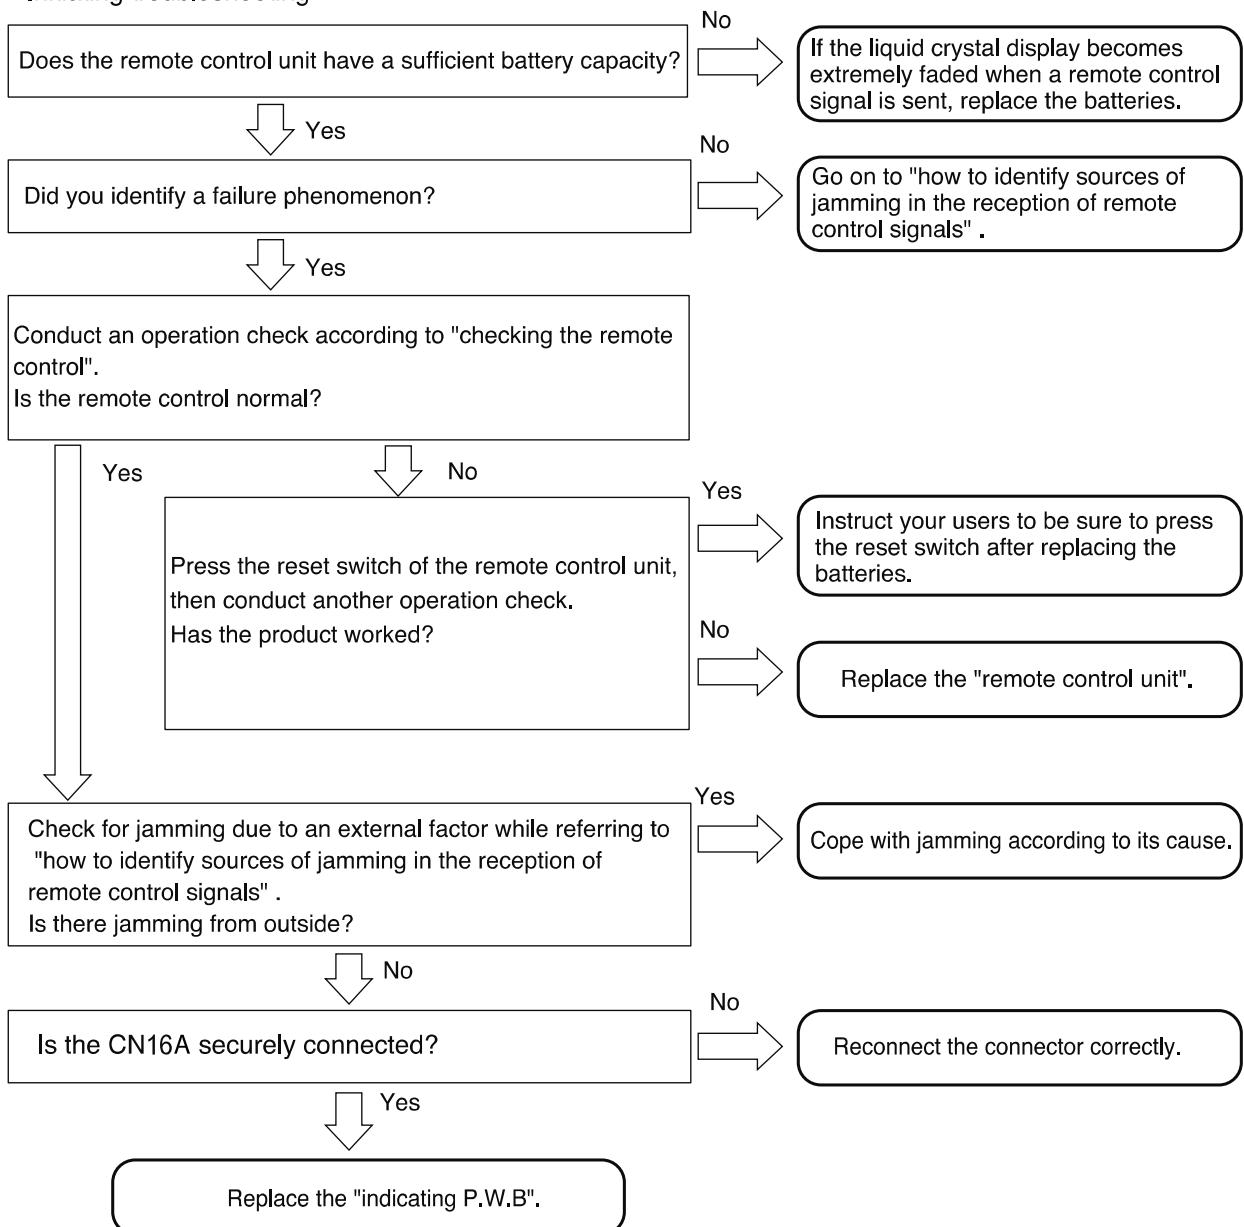 No
Does the remote control unit have a sufficient battery capacity?
If the liquid crystal display becomes
extremely faded when a remote control
signal is sent, replace the batteries.
Yes
No
Did you identify a failure phenomenon?
Go on to "how to identify sources of
jamming in the reception of remote
control signals" .
Yes
Conduct an operation check according to "checking the remote
control".
Is the remote control normal?
Yes
No
Yes
Press the reset switch of the remote control unit,
then conduct another operation check.
Has the product worked?
Instruct your users to be sure to press
the reset switch after replacing the
batteries.
No
Replace the "remote control unit".
Yes
Check for jamming due to an external factor while referring to
"how to identify sources of jamming in the reception of
remote control signals" .
Is there jamming from outside?
Cope with jamming according to its cause.
No
No
Is the CN16A securely connected?
Reconnect the connector correctly.
Yes
Replace the "indicating P.W.B".